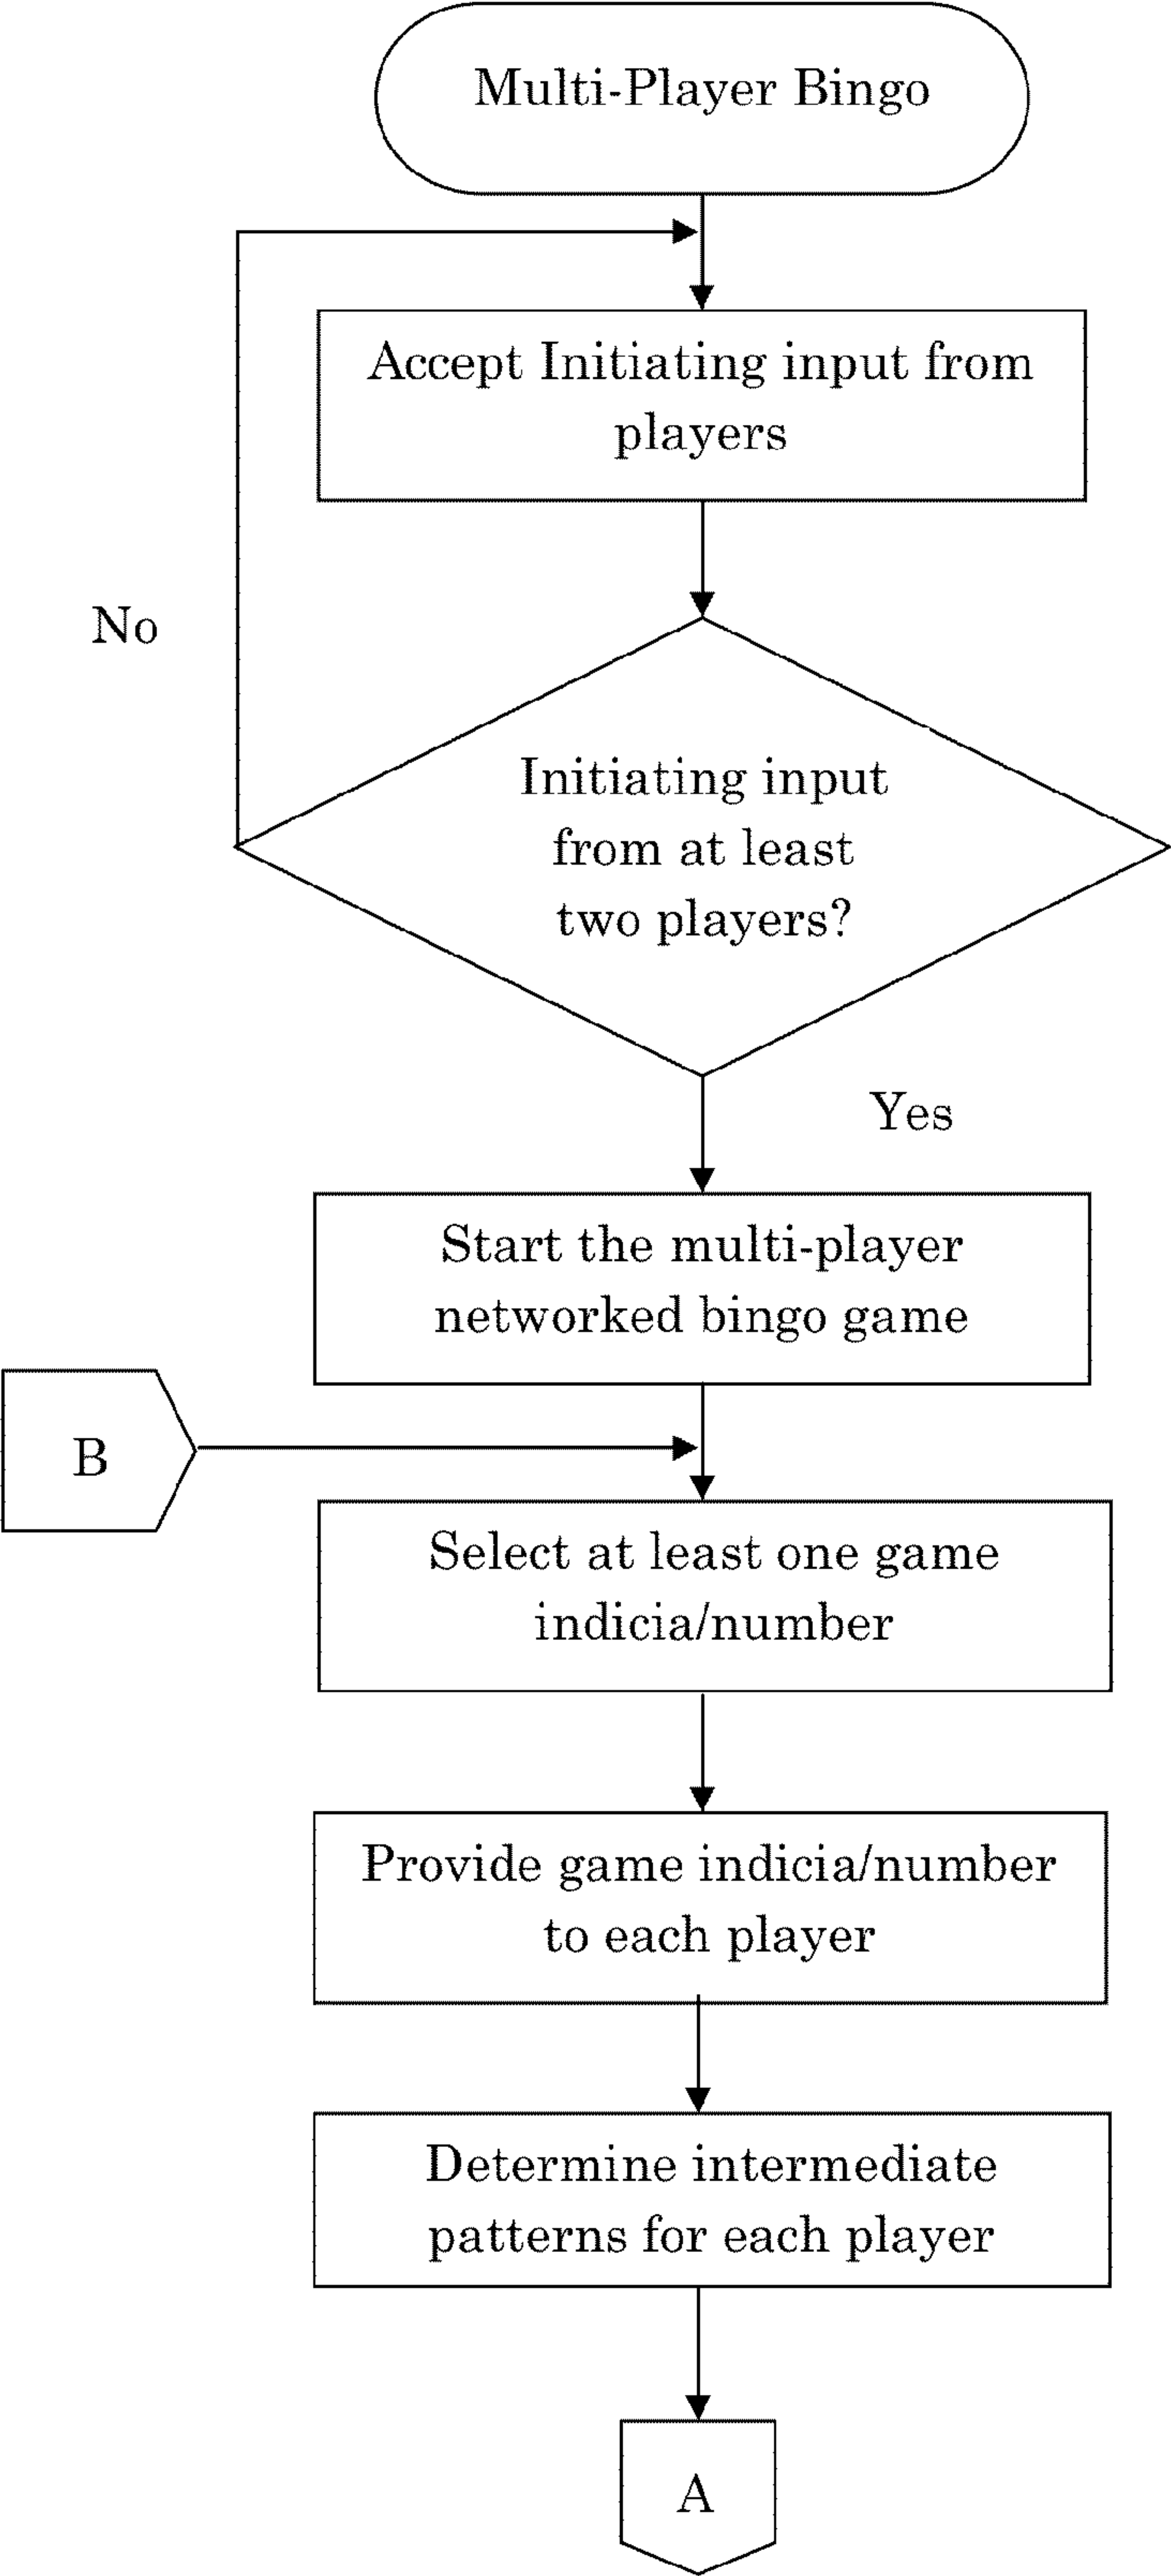 Multi-Player Bingo
Accept Initiating input from
players
No
Initiating input
from at least
two players?
Yes
Start the multi-player
networked bingo game
B
Select at least one game
indicia/number
Provide game indicia/number
to each player
Determine intermediate
patterns for each player
A